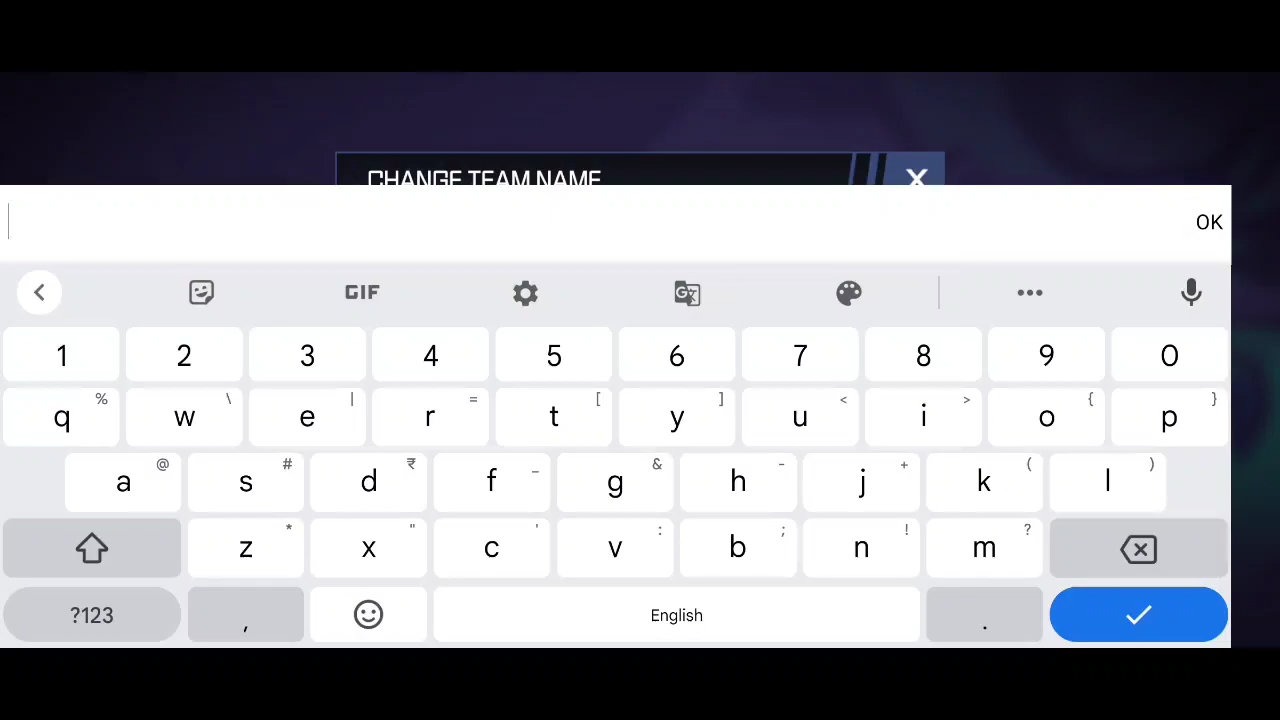 CHANGE TEAM NAME X
OK
GIF
1 2 3 4 5 6 7 8 9 0
% \ | = [ ] < > { }
q w e r t y u i o p
@ # ₹ _ & - + ( )
a s d f g h j k l
* " ' : ; ! ?
z x c v b n m
?123 , English .